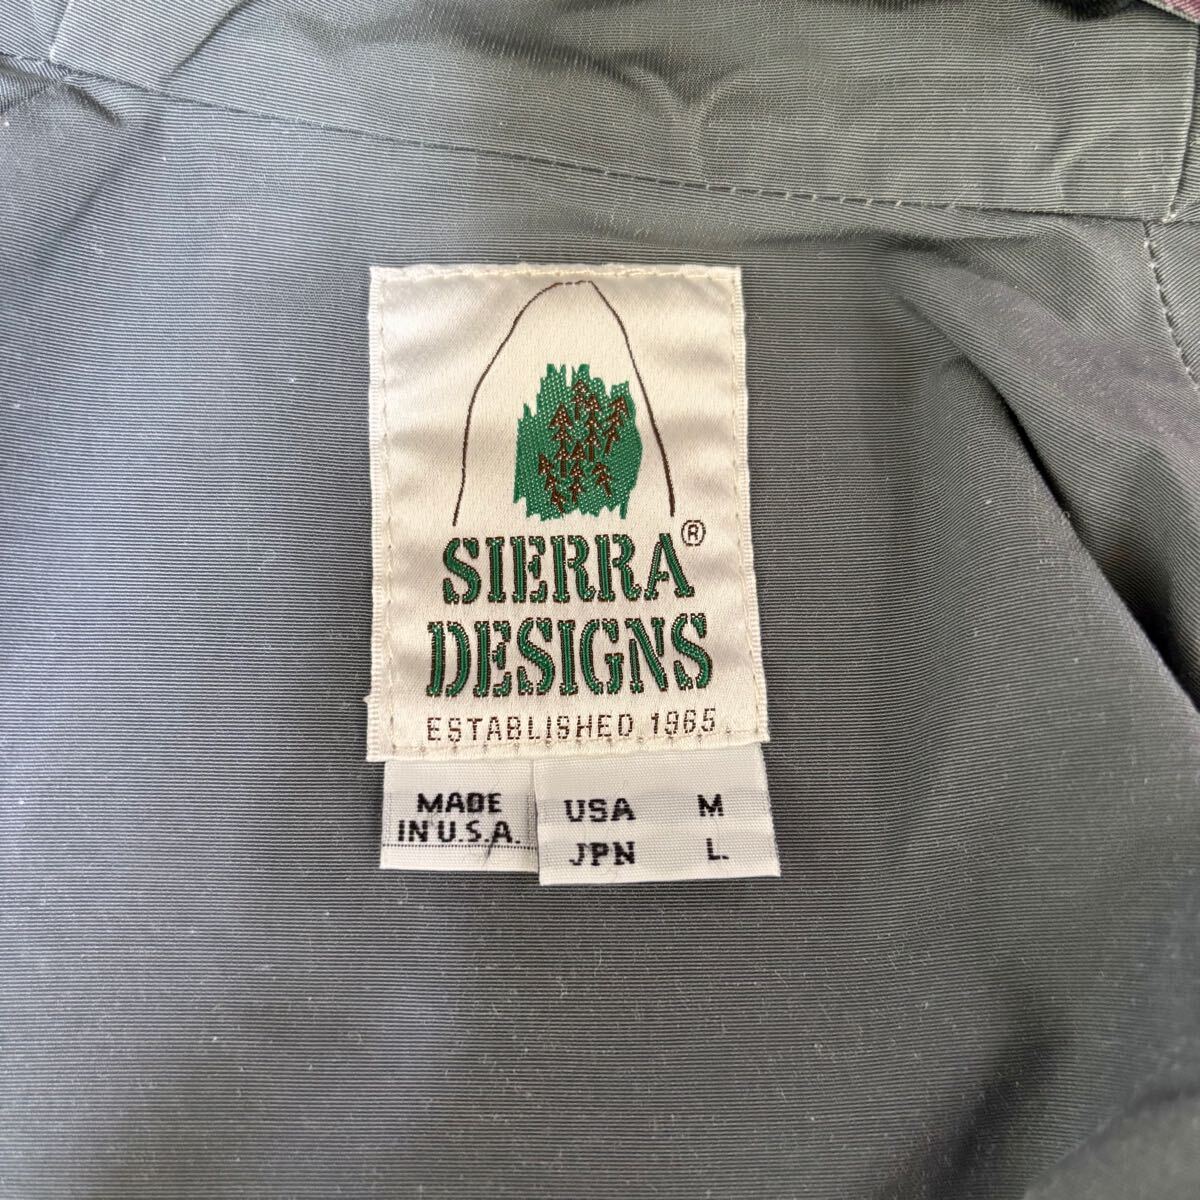 SIERRA®
DESIGNS
ESTABLISHED 1965
MADE
IN U.S.A.
USA M
JPN L